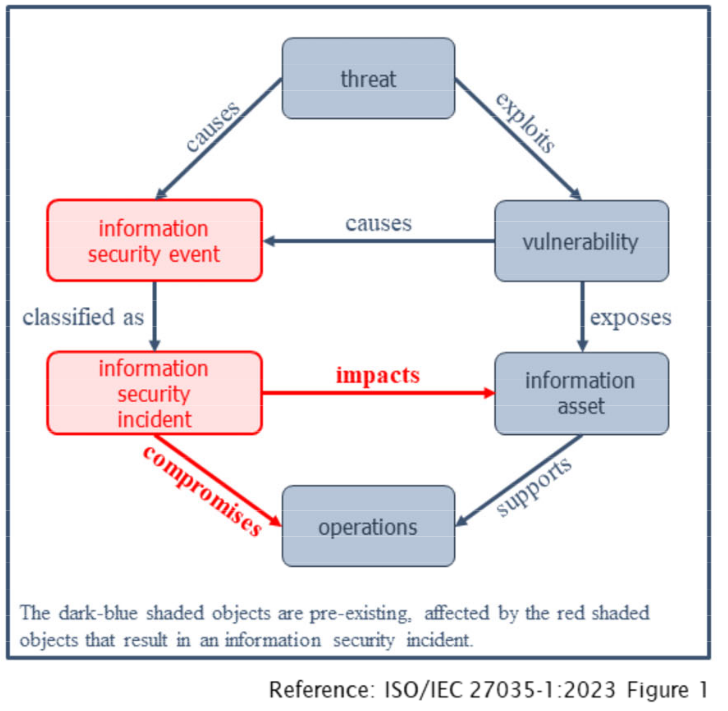 threat
causes
exploits
information
security event
causes
vulnerability
classified as
exposes
information
security
incident
impacts
information
asset
compromises
supports
operations
The dark-blue shaded objects are pre-existing, affected by the red shaded
objects that result in an information security incident.
Reference: ISO/IEC 27035-1:2023 Figure 1